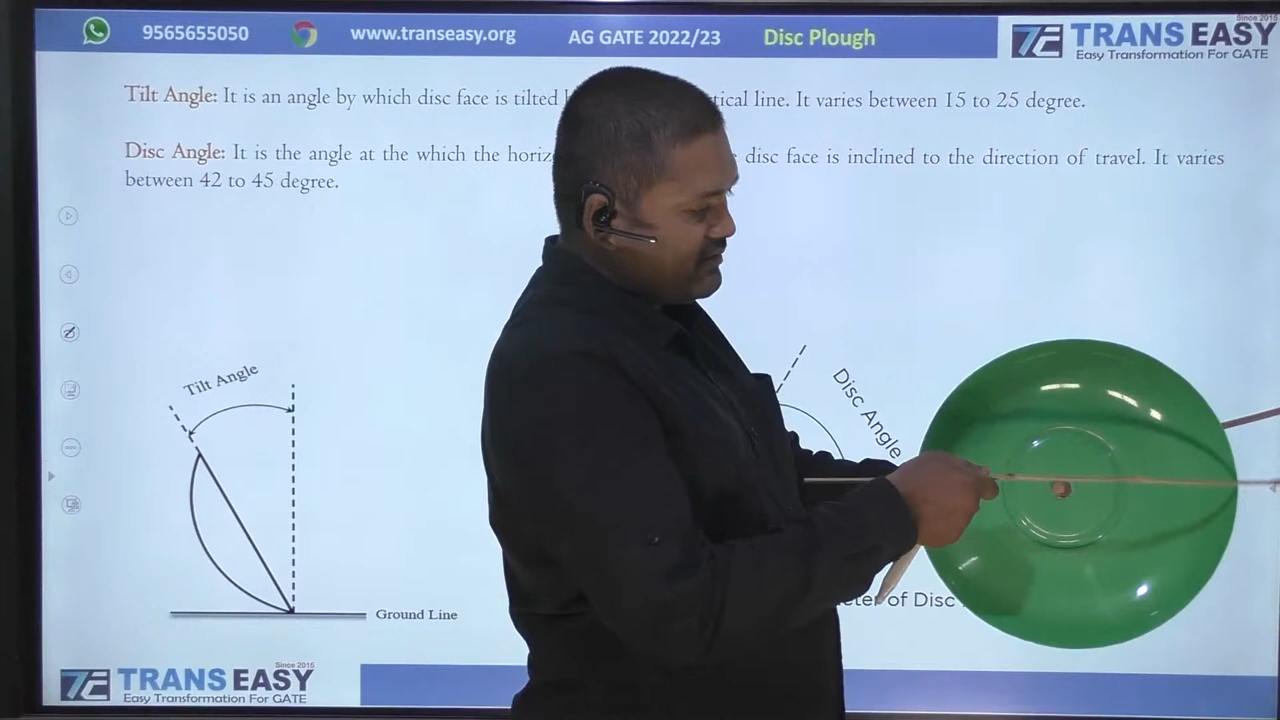 9565655050 www.transeasy.org AG GATE 2022/23 Disc Plough
Since 2015
TE TRANS EASY
Easy Transformation For GATE
Tilt Angle: It is an angle by which disc face is tilted line. It varies between 15 to 25 degree.
Disc Angle: It is the angle at the which the disc face is inclined to the direction of travel. It varies
between 42 to 45 degree.
Tilt Angle
Disc Angle
of Disc
Ground Line
Since 2015
TE TRANS EASY
Easy Transformation For GATE